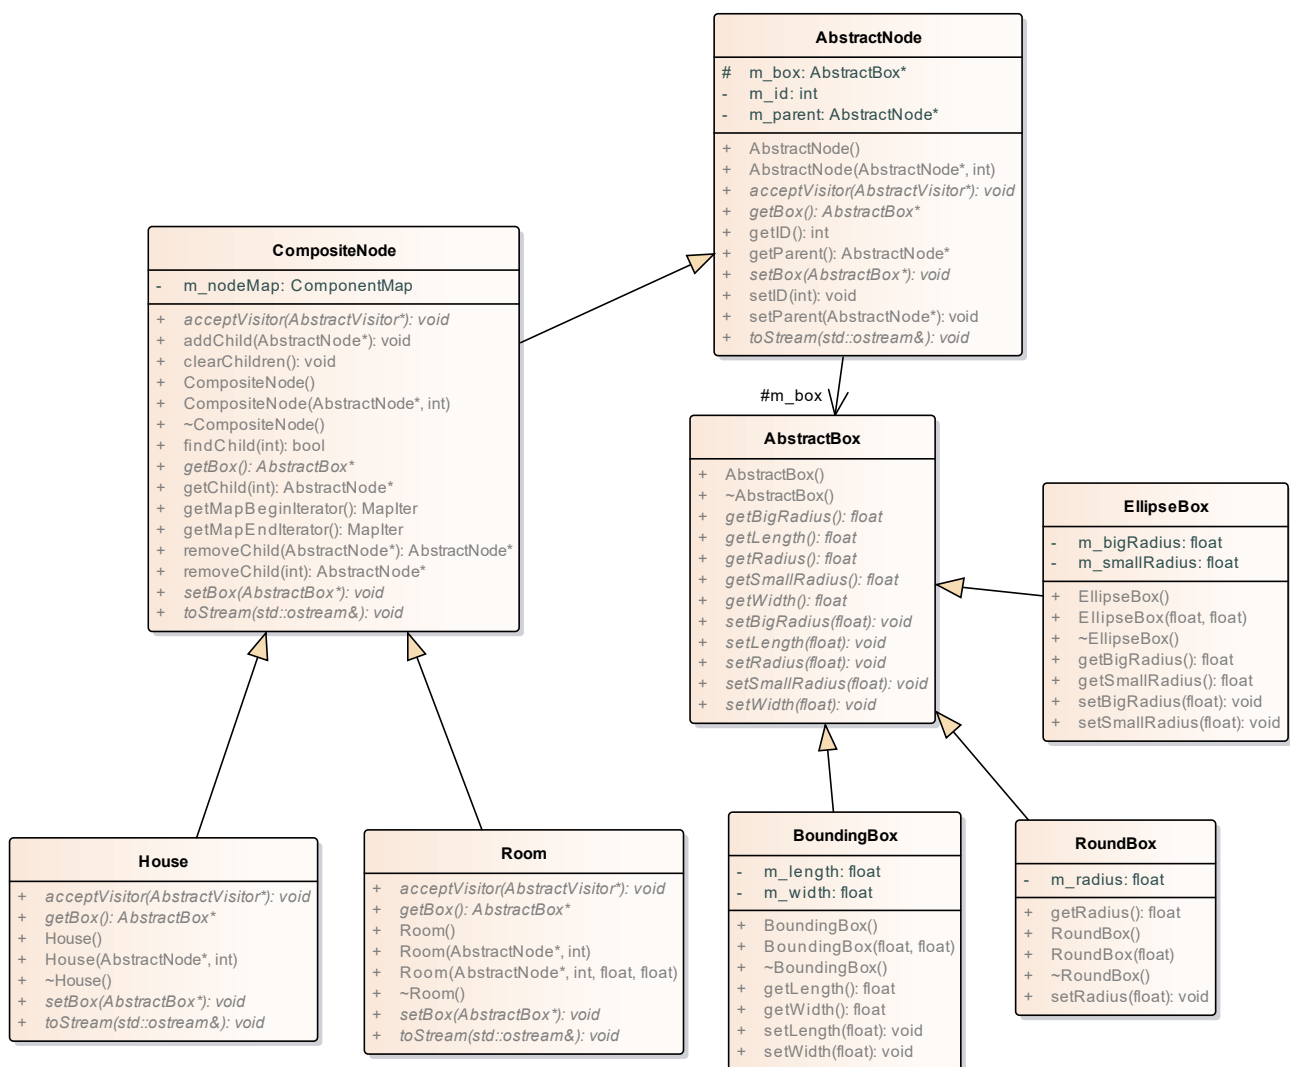 AbstractNode
# m_box: AbstractBox*
- m_id: int
- m_parent: AbstractNode*
+ AbstractNode()
+ AbstractNode(AbstractNode*, int)
+ acceptVisitor(AbstractVisitor*): void
+ getBox(): AbstractBox*
+ getID(): int
+ getParent(): AbstractNode*
+ setBox(AbstractBox*): void
+ setID(int): void
+ setParent(AbstractNode*): void
+ toStream(std::ostream&): void
CompositeNode
- m_nodeMap: ComponentMap
+ acceptVisitor(AbstractVisitor*): void
+ addChild(AbstractNode*): void
+ clearChildren(): void
+ CompositeNode()
+ CompositeNode(AbstractNode*, int)
+ ~CompositeNode()
+ findChild(int): bool
+ getBox(): AbstractBox*
+ getChild(int): AbstractNode*
+ getMapBeginIterator(): MapIter
+ getMapEndIterator(): MapIter
+ removeChild(AbstractNode*): AbstractNode*
+ removeChild(int): AbstractNode*
+ setBox(AbstractBox*): void
+ toStream(std::ostream&): void
#m_box
AbstractBox
+ AbstractBox()
+ ~AbstractBox()
+ getBigRadius(): float
+ getLength(): float
+ getRadius(): float
+ getSmallRadius(): float
+ getWidth(): float
+ setBigRadius(float): void
+ setLength(float): void
+ setRadius(float): void
+ setSmallRadius(float): void
+ setWidth(float): void
EllipseBox
- m_bigRadius: float
- m_smallRadius: float
+ EllipseBox()
+ EllipseBox(float, float)
+ ~EllipseBox()
+ getBigRadius(): float
+ getSmallRadius(): float
+ setBigRadius(float): void
+ setSmallRadius(float): void
House
+ acceptVisitor(AbstractVisitor*): void
+ getBox(): AbstractBox*
+ House()
+ House(AbstractNode*, int)
+ ~House()
+ setBox(AbstractBox*): void
+ toStream(std::ostream&): void
Room
+ acceptVisitor(AbstractVisitor*): void
+ getBox(): AbstractBox*
+ Room()
+ Room(AbstractNode*, int)
+ Room(AbstractNode*, int, float, float)
+ ~Room()
+ setBox(AbstractBox*): void
+ toStream(std::ostream&): void
BoundingBox
- m_length: float
- m_width: float
+ BoundingBox()
+ BoundingBox(float, float)
+ ~BoundingBox()
+ getLength(): float
+ getWidth(): float
+ setLength(float): void
+ setWidth(float): void
RoundBox
- m_radius: float
+ getRadius(): float
+ RoundBox()
+ RoundBox(float)
+ ~RoundBox()
+ setRadius(float): void